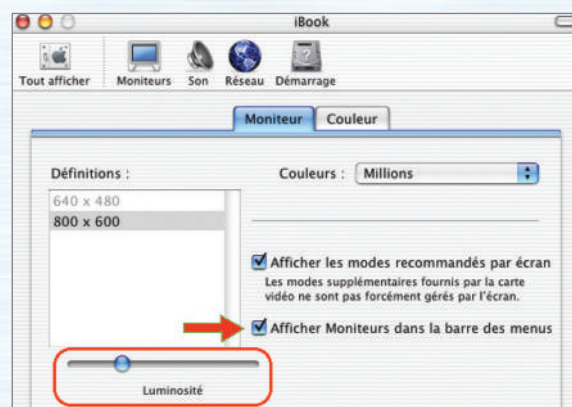 iBook
Tout afficher Moniteurs Son Réseau Démarrage
Moniteur Couleur
Définitions : Couleurs : Millions
640 x 480
800 x 600
Afficher les modes recommandés par écran
Les modes supplémentaires fournis par la carte
vidéo ne sont pas forcément gérés par l'écran.
Afficher Moniteurs dans la barre des menus
Luminosité